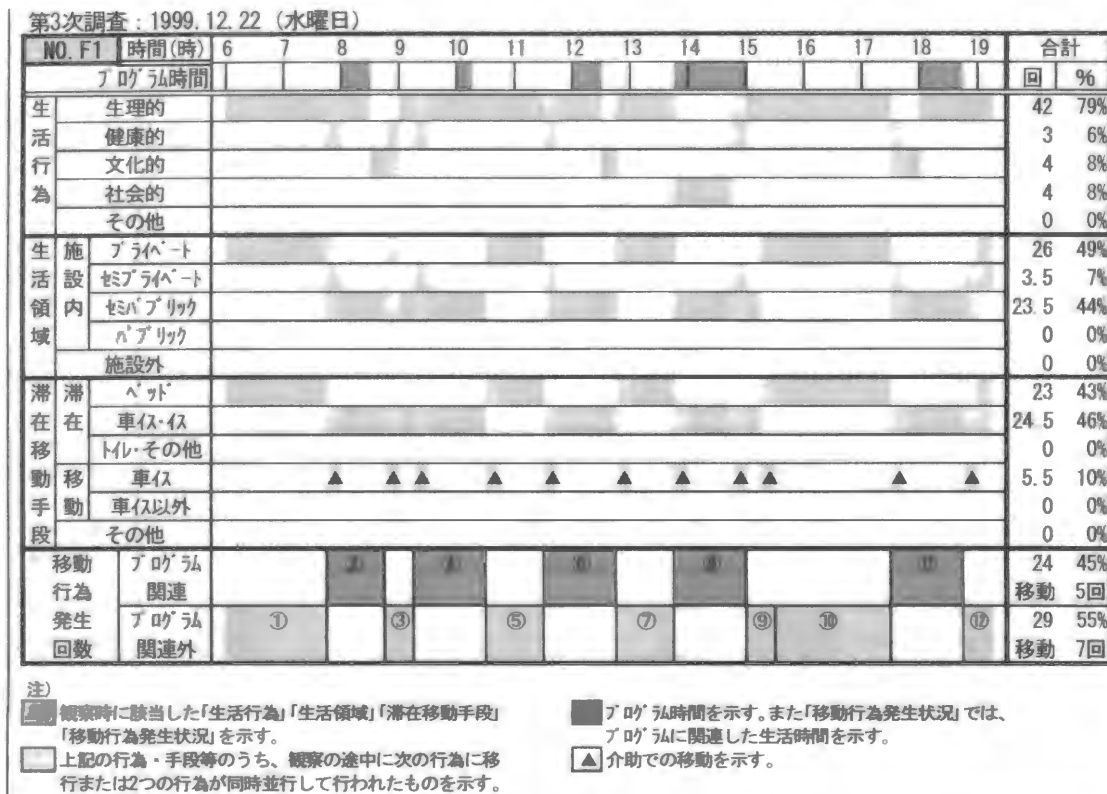 第3次調査：1999.12.22（水曜日）
NO. F1 時間(時) 6 7 8 9 10 11 12 13 14 15 16 17 18 19 合計
プログラム時間 回 %
生活行為 生理的 42 79%
健康的 3 6%
文化的 4 8%
社会的 4 8%
その他 0 0%
生活領域 施設内 プライベート 26 49%
セミプライベート 3.5 7%
セミパブリック 23.5 44%
パブリック 0 0%
施設外 0 0%
滞在移動手段 滞在 ベッド 23 43%
車イス・イス 24.5 46%
トイレ・その他 0 0%
移動 車イス ▲ ▲ ▲ ▲ ▲ ▲ ▲ ▲ ▲ ▲ ▲ 5.5 10%
車イス以外 0 0%
その他 0 0%
移動行為発生回数 プログラム関連 ② ④ ⑥ ⑧ ⑪ 24 45%
移動 5回
プログラム関連外 ① ③ ⑤ ⑦ ⑨ ⑩ ⑫ 29 55%
移動 7回
注)
観察時に該当した「生活行為」「生活領域」「滞在移動手段」
「移動行為発生状況」を示す。
上記の行為・手段等のうち、観察の途中に次の行為に移
行または2つの行為が同時並行して行われたものを示す。
プログラム時間を示す。また「移動行為発生状況」では、
プログラムに関連した生活時間を示す。
▲ 介助での移動を示す。